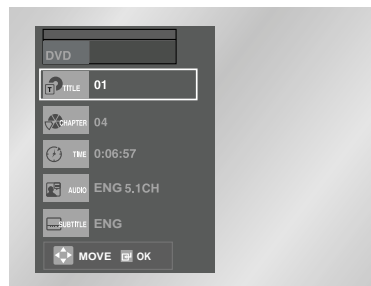 DVD
TITLE 01
CHAPTER 04
TIME 0:06:57
AUDIO ENG 5.1CH
SUBTITLE ENG
MOVE OK